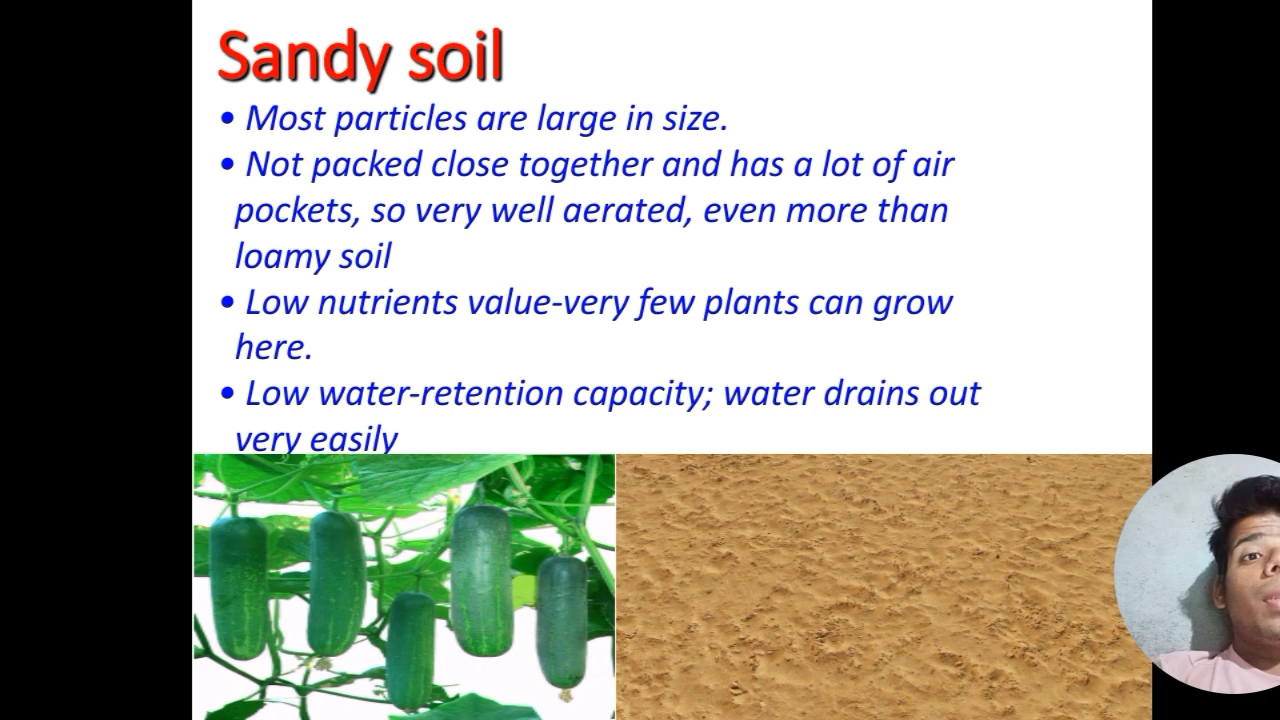 Sandy soil
• Most particles are large in size.
• Not packed close together and has a lot of air
pockets, so very well aerated, even more than
loamy soil
• Low nutrients value-very few plants can grow
here.
• Low water-retention capacity; water drains out
very easily